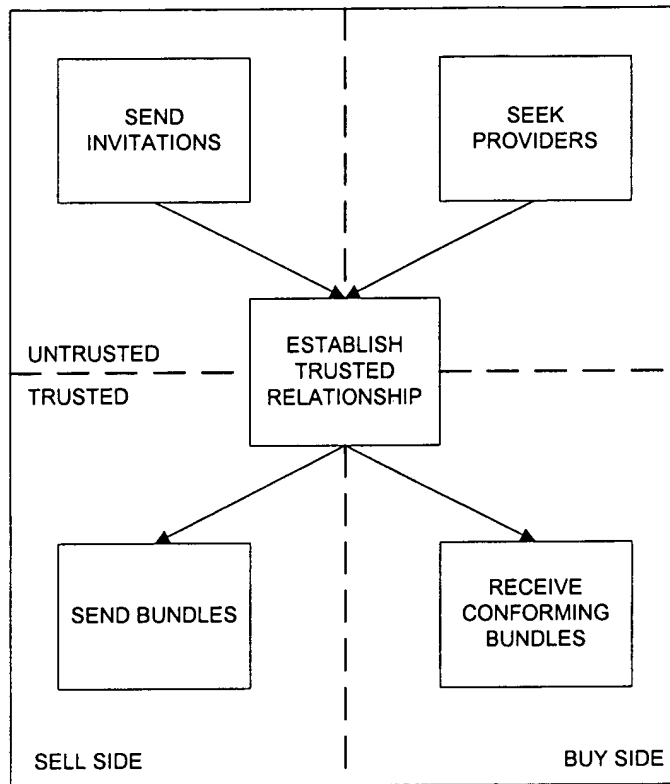 SEND
INVITATIONS
SEEK
PROVIDERS
UNTRUSTED
TRUSTED
ESTABLISH
TRUSTED
RELATIONSHIP
SEND BUNDLES
RECEIVE
CONFORMING
BUNDLES
SELL SIDE
BUY SIDE